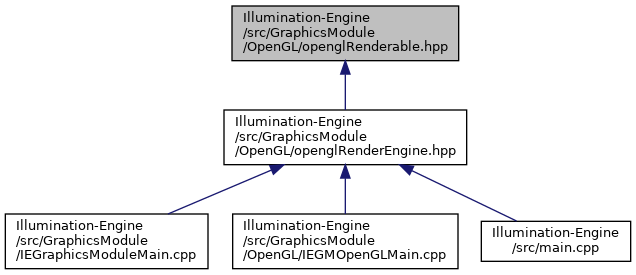 Illumination-Engine
/src/GraphicsModule
/OpenGL/openglRenderable.hpp
Illumination-Engine
/src/GraphicsModule
/OpenGL/openglRenderEngine.hpp
Illumination-Engine
/src/GraphicsModule
/IEGraphicsModuleMain.cpp
Illumination-Engine
/src/GraphicsModule
/OpenGL/IEGMOpenGLMain.cpp
Illumination-Engine
/src/main.cpp